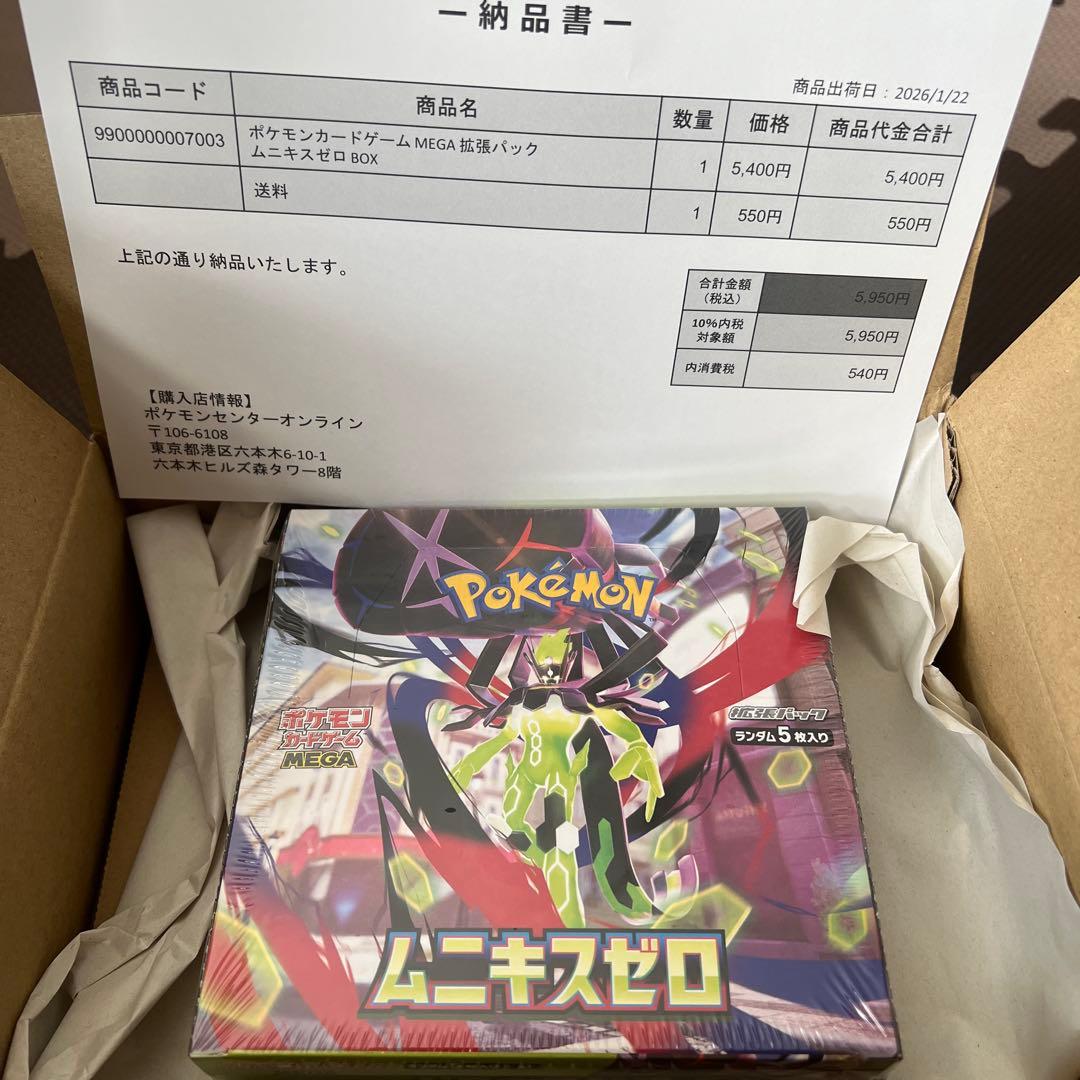 ー納品書ー
商品出荷日：2026/1/22
商品コード 商品名 数量 価格 商品代金合計
9900000007003 ポケモンカードゲーム MEGA 拡張パック
ムニキスゼロ BOX 1 5,400円 5,400円
送料 1 550円 550円
上記の通り納品いたします。
合計金額
（税込） 5,950円
10%内税
対象額 5,950円
内消費税 540円
【購入店情報】
ポケモンセンターオンライン
〒106-6108
東京都港区六本木6-10-1
六本木ヒルズ森タワー8階
POKéMON
TM
ポケモン
カードゲーム
MEGA
拡張パック
ランダム5枚入り
ムニキスゼロ